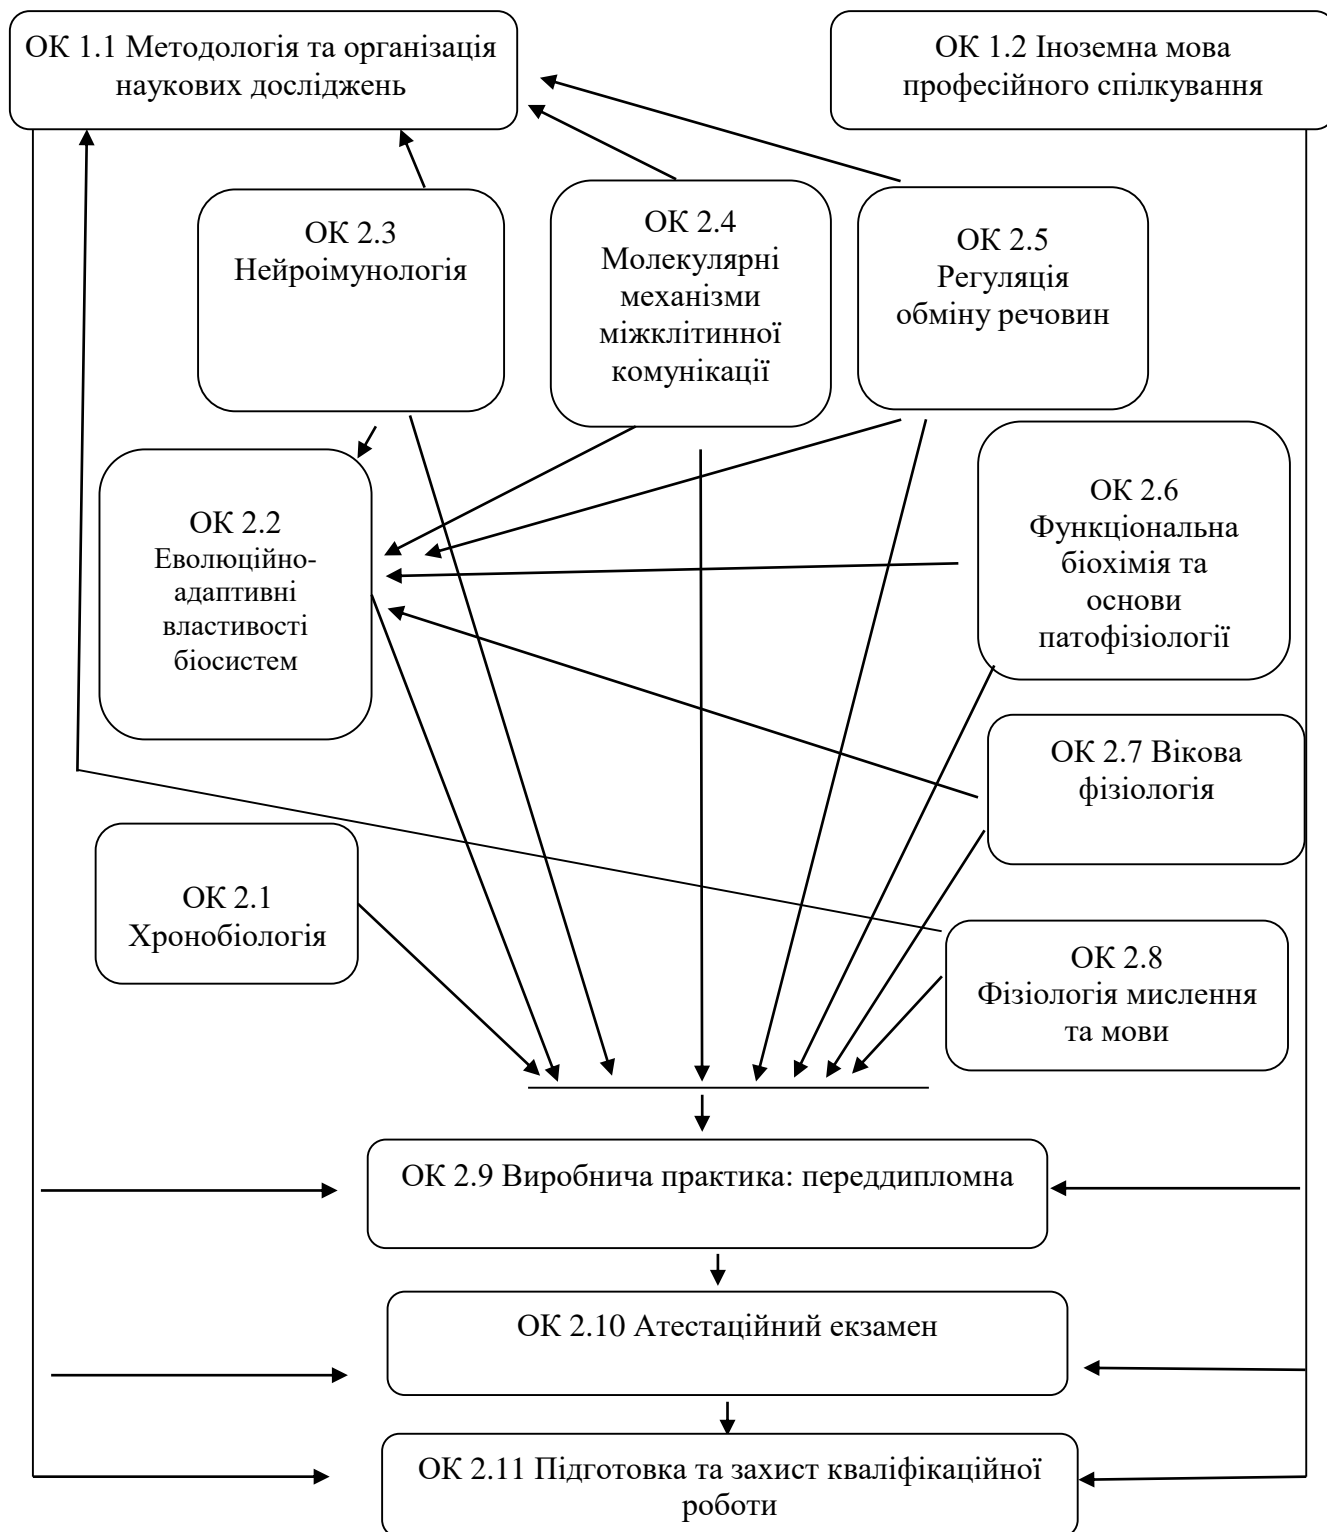 ОК 1.1 Методологія та організація
наукових досліджень
ОК 1.2 Іноземна мова
професійного спілкування
ОК 2.3
Нейроімунологія
ОК 2.4
Молекулярні
механізми
міжклітинної
комунікації
ОК 2.5
Регуляція
обміну речовин
ОК 2.2
Еволюційно-
адаптивні
властивості
біосистем
ОК 2.6
Функціональна
біохімія та
основи
патофізіології
ОК 2.7 Вікова
фізіологія
ОК 2.1
Хронобіологія
ОК 2.8
Фізіологія мислення
та мови
ОК 2.9 Виробнича практика: переддипломна
ОК 2.10 Атестаційний екзамен
ОК 2.11 Підготовка та захист кваліфікаційної
роботи